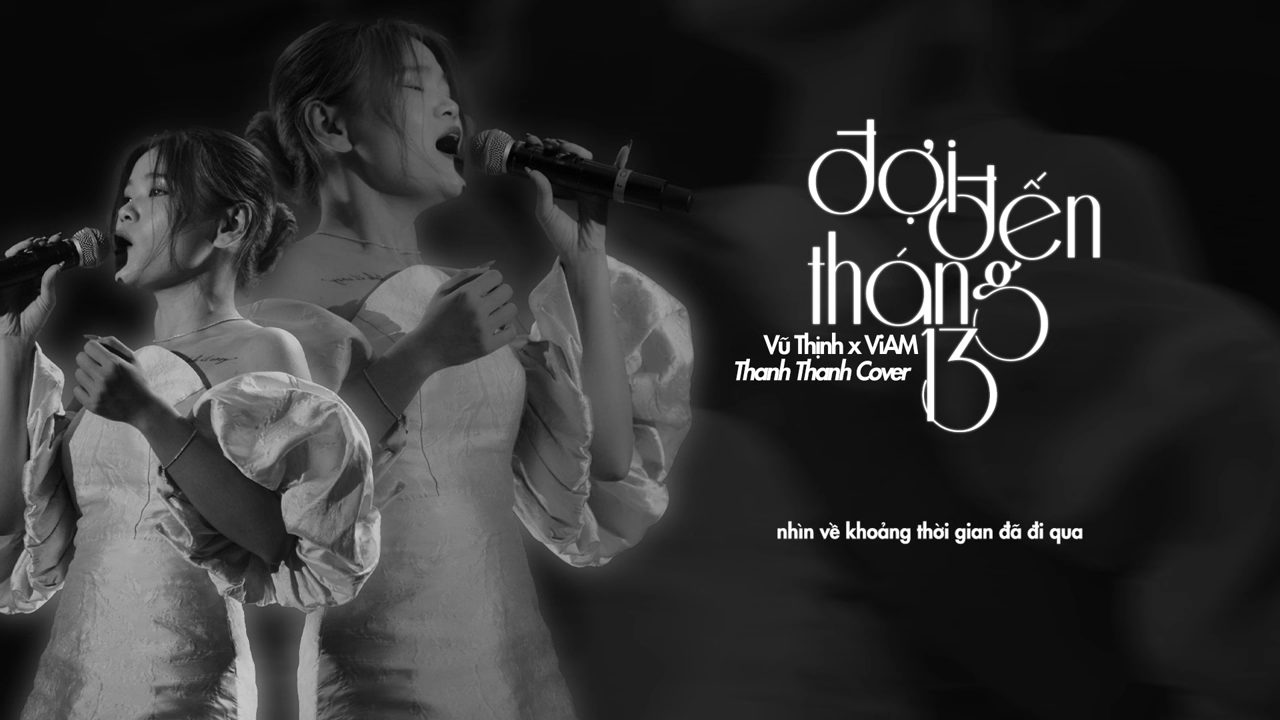 đợi đến
tháng
13
Vũ Thịnh x ViAM
Thanh Thanh Cover
nhìn về khoảng thời gian đã đi qua